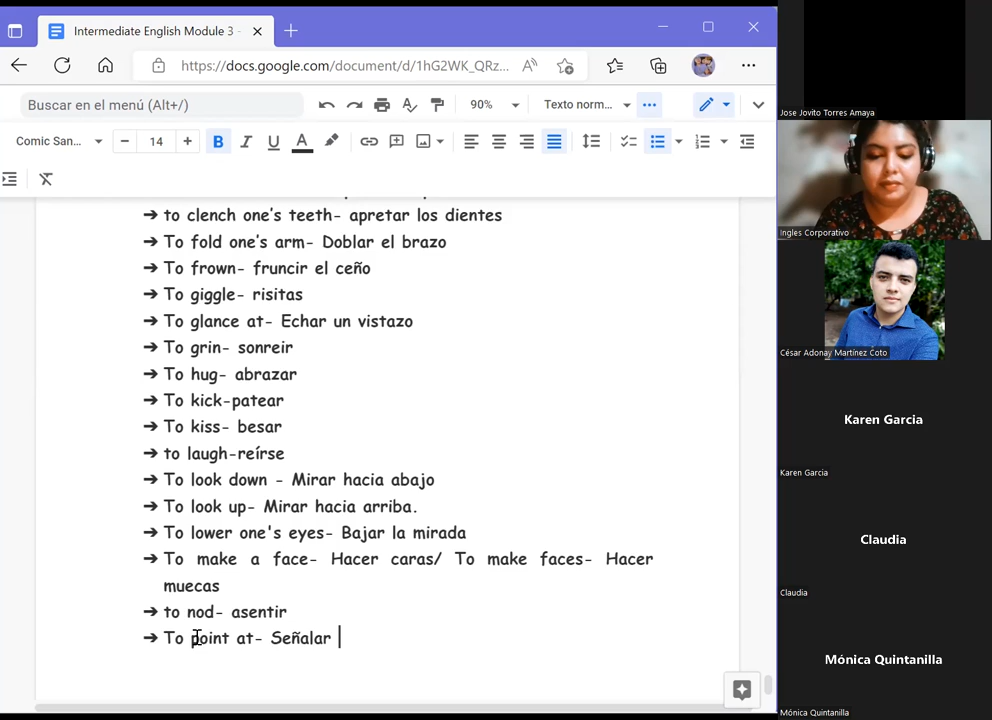 Intermediate English Module 3 -
https://docs.google.com/document/d/1hG2WK_QRz...
Buscar en el menú (Alt+/)
90%
Texto norm...
Comic San...
14
B
I
U
A
➔ to clench one's teeth- apretar los dientes
➔ To fold one's arm- Doblar el brazo
➔ To frown- fruncir el ceño
➔ To giggle- risitas
➔ To glance at- Echar un vistazo
➔ To grin- sonreir
➔ To hug- abrazar
➔ To kick-patear
➔ To kiss- besar
➔ to laugh-reírse
➔ To look down - Mirar hacia abajo
➔ To look up- Mirar hacia arriba.
➔ To lower one's eyes- Bajar la mirada
➔ To make a face- Hacer caras/ To make faces- Hacer
muecas
➔ to nod- asentir
➔ To point at- Señalar
Jose Jovito Torres Amaya
Ingles Corporativo
César Adonay Martínez Coto
Karen Garcia
Karen Garcia
Claudia
Claudia
Mónica Quintanilla
Mónica Quintanilla